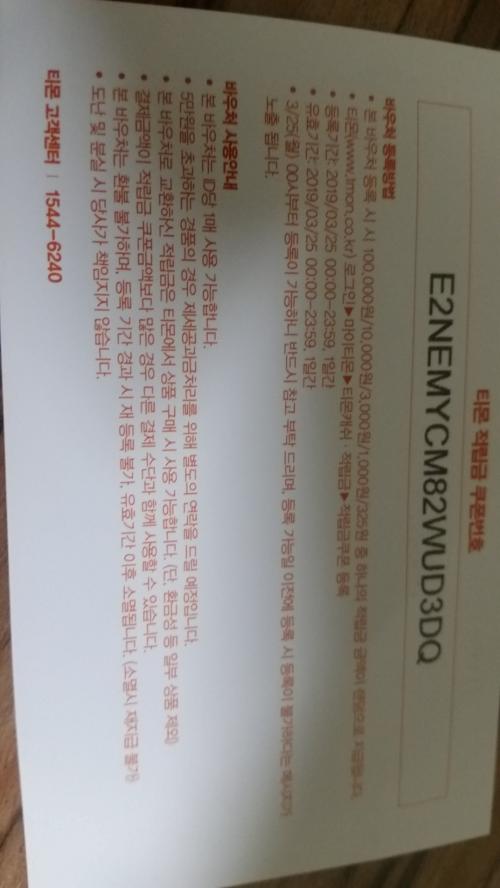 티몬 적립금 쿠폰번호
E2NEMYCM82WUD3DQ
바우처 등록방법
• 본 바우처 등록 시 시 100,000원/10,000원/3,000원/1,000원/325원 중 하나의 적립금 금액이 랜덤으로 지급됩니다.
• 티몬(www.tmon.co.kr) 로그인▶마이티몬▶티몬캐쉬·적립금▶적립금쿠폰 등록
• 등록기간: 2019/03/25 00:00~23:59, 1일간
• 유효기간: 2019/03/25 00:00~23:59, 1일간
• 3/25(월) 00시부터 등록이 가능하니 반드시 참고 부탁 드리며, 등록 가능일 이전에 등록 시 등록이 불가하다는 메시지가
노출 됩니다.
바우처 사용안내
• 본 바우처는 ID당 1매 사용 가능합니다.
• 5만원을 초과하는 경품의 경우 제세공과금처리를 위해 별도의 연락을 드릴 예정입니다.
• 본 바우처로 교환하신 적립금은 티몬에서 상품 구매 시 사용 가능합니다. (단, 환금성 등 일부 상품 제외)
• 결제금액이 적립금 쿠폰금액보다 많은 경우 다른 결제 수단과 함께 사용할 수 있습니다.
• 본 바우처는 환불 불가하며, 등록 기간 경과 시 재 등록 불가, 유효기간 이후 소멸됩니다. (소멸시 재지급 불가)
• 도난 및 분실 시 당사가 책임지지 않습니다.
티몬 고객센터 | 1544-6240